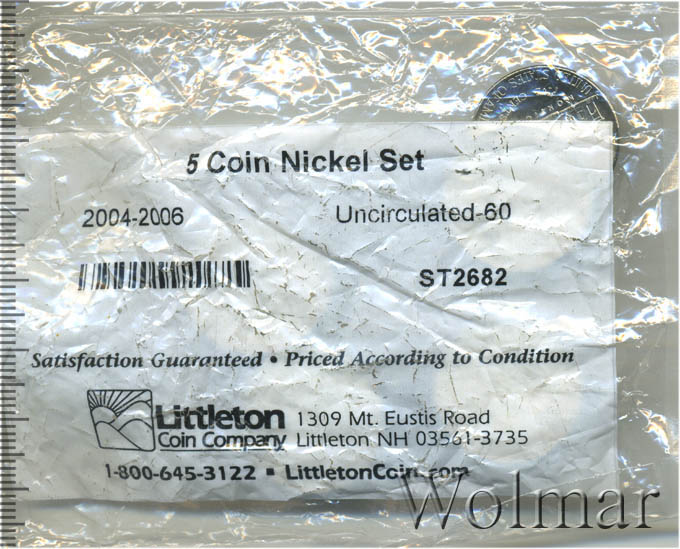 5 Coin Nickel Set
2004-2006 Uncirculated-60
ST2682
Satisfaction Guaranteed • Priced According to Condition
Littleton
Coin Company
1309 Mt. Eustis Road
Littleton NH 03561-3735
1-800-645-3122 ▪ LittletonCoin.com
Wolmar